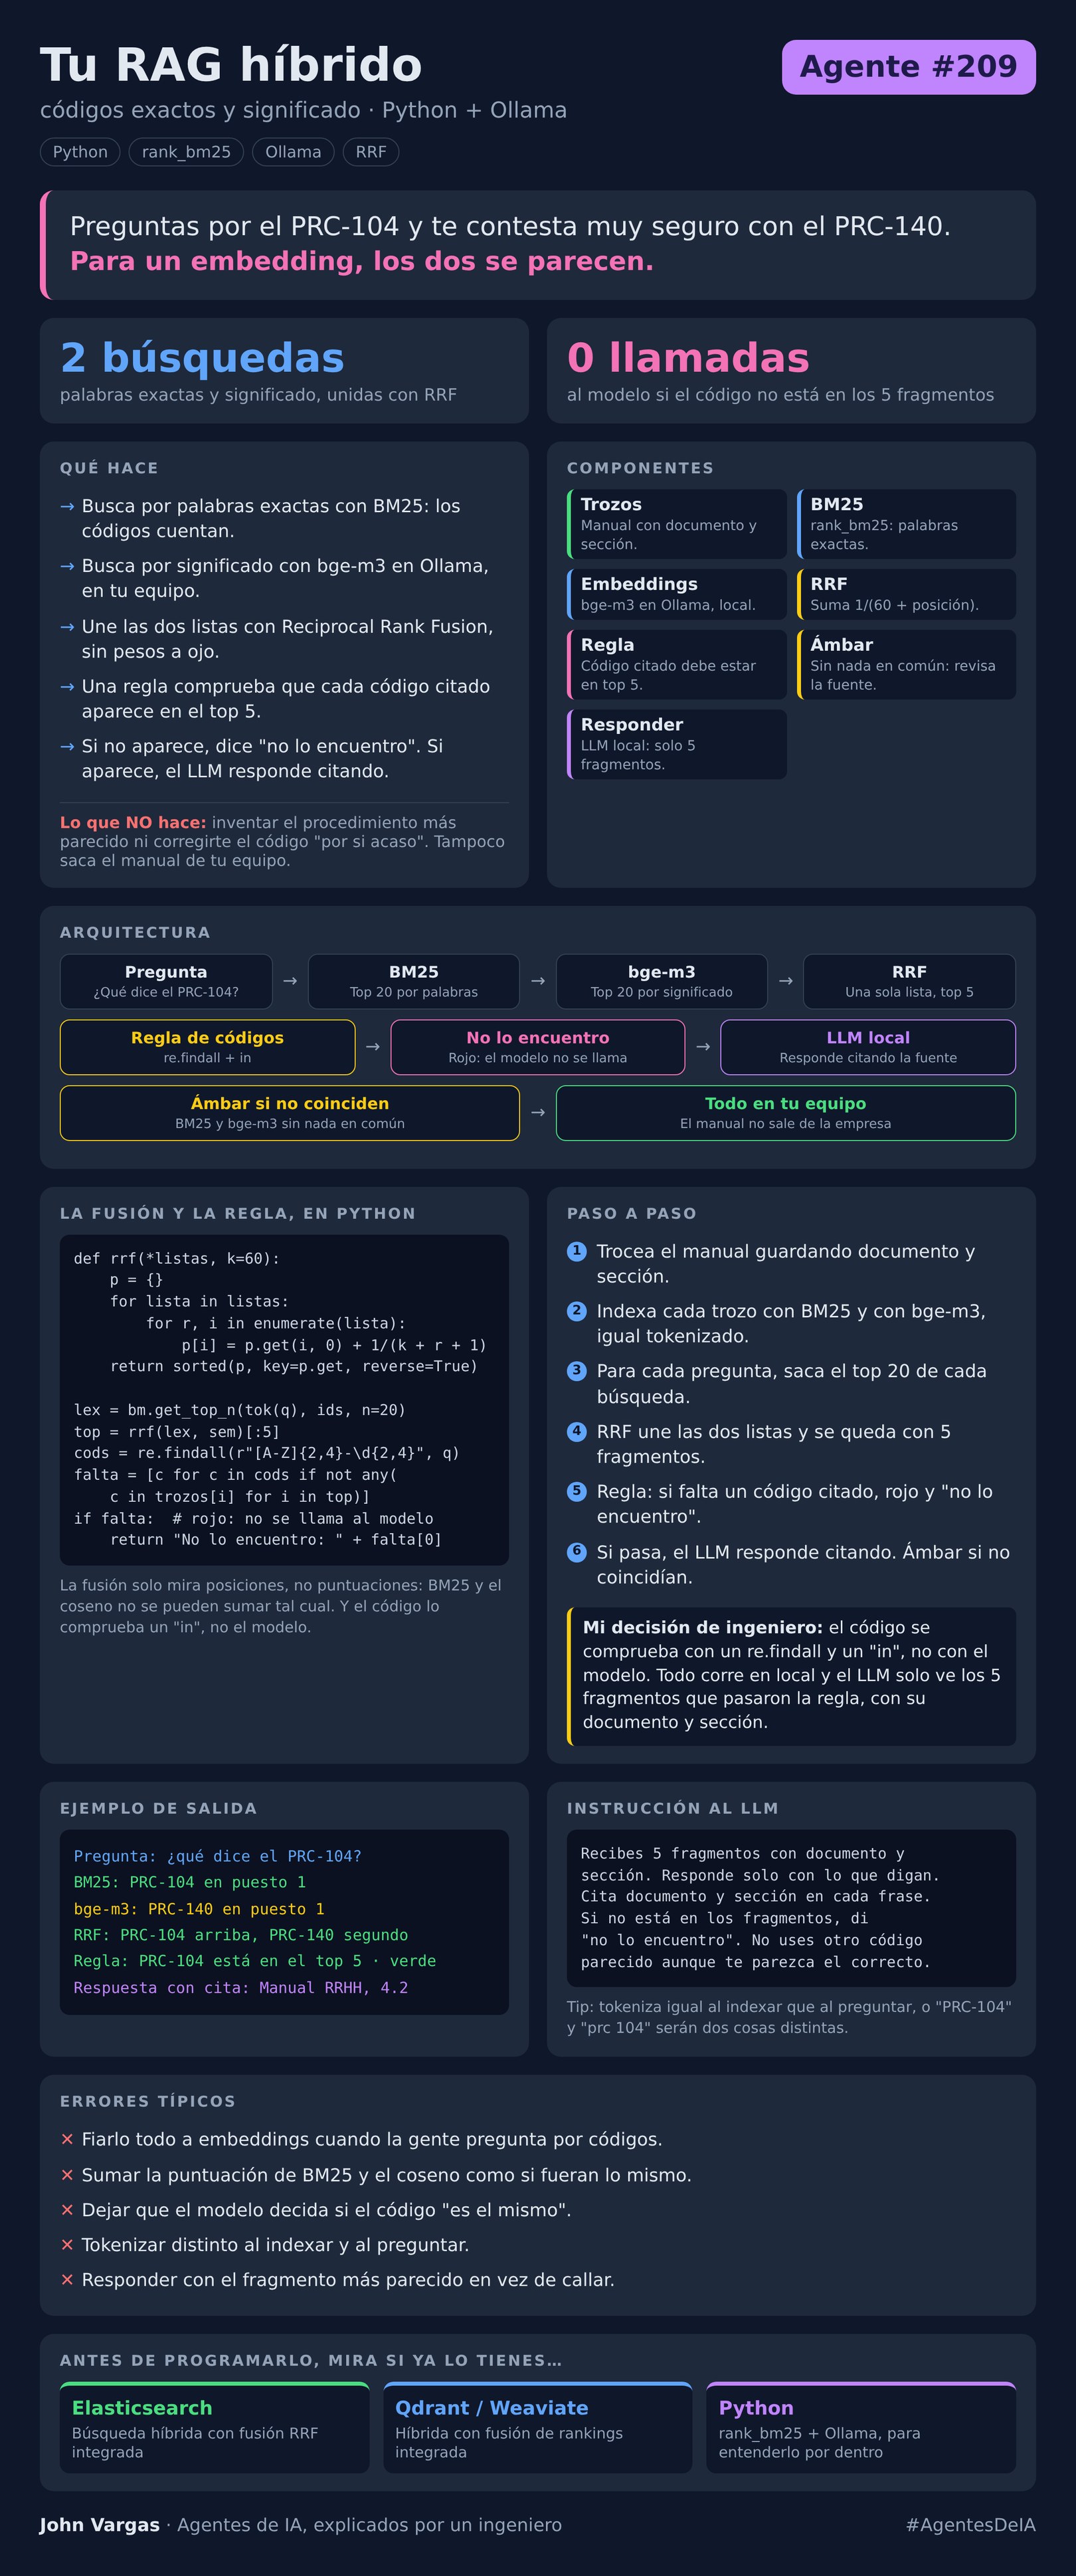 Tu RAG híbrido
Agente #209
códigos exactos y significado · Python + Ollama
Python
rank_bm25
Ollama
RRF
Preguntas por el PRC-104 y te contesta muy seguro con el PRC-140.
Para un embedding, los dos se parecen.
2 búsquedas
palabras exactas y significado, unidas con RRF
0 llamadas
al modelo si el código no está en los 5 fragmentos
QUÉ HACE
→ Busca por palabras exactas con BM25: los
códigos cuentan.
→ Busca por significado con bge-m3 en Ollama,
en tu equipo.
→ Une las dos listas con Reciprocal Rank Fusion,
sin pesos a ojo.
→ Una regla comprueba que cada código citado
aparece en el top 5.
→ Si no aparece, dice "no lo encuentro". Si
aparece, el LLM responde citando.
Lo que NO hace: inventar el procedimiento más
parecido ni corregirte el código "por si acaso". Tampoco
saca el manual de tu equipo.
COMPONENTES
Trozos
Manual con documento y
sección.
BM25
rank_bm25: palabras
exactas.
Embeddings
bge-m3 en Ollama, local.
RRF
Suma 1/(60 + posición).
Regla
Código citado debe estar
en top 5.
Ámbar
Sin nada en común: revisa
la fuente.
Responder
LLM local: solo 5
fragmentos.
ARQUITECTURA
Pregunta
¿Qué dice el PRC-104?
→
BM25
Top 20 por palabras
→
bge-m3
Top 20 por significado
→
RRF
Una sola lista, top 5
Regla de códigos
re.findall + in
→
No lo encuentro
Rojo: el modelo no se llama
→
LLM local
Responde citando la fuente
Ámbar si no coinciden
BM25 y bge-m3 sin nada en común
→
Todo en tu equipo
El manual no sale de la empresa
LA FUSIÓN Y LA REGLA, EN PYTHON
def rrf(*listas, k=60):
    p = {}
    for lista in listas:
        for r, i in enumerate(lista):
            p[i] = p.get(i, 0) + 1/(k + r + 1)
    return sorted(p, key=p.get, reverse=True)
lex = bm.get_top_n(tok(q), ids, n=20)
top = rrf(lex, sem)[:5]
cods = re.findall(r"[A-Z]{2,4}-\d{2,4}", q)
falta = [c for c in cods if not any(
    c in trozos[i] for i in top)]
if falta:  # rojo: no se llama al modelo
    return "No lo encuentro: " + falta[0]
La fusión solo mira posiciones, no puntuaciones: BM25 y el
coseno no se pueden sumar tal cual. Y el código lo
comprueba un "in", no el modelo.
PASO A PASO
1 Trocea el manual guardando documento y
sección.
2 Indexa cada trozo con BM25 y con bge-m3,
igual tokenizado.
3 Para cada pregunta, saca el top 20 de cada
búsqueda.
4 RRF une las dos listas y se queda con 5
fragmentos.
5 Regla: si falta un código citado, rojo y "no lo
encuentro".
6 Si pasa, el LLM responde citando. Ámbar si no
coincidían.
Mi decisión de ingeniero: el código se
comprueba con un re.findall y un "in", no con el
modelo. Todo corre en local y el LLM solo ve los 5
fragmentos que pasaron la regla, con su
documento y sección.
EJEMPLO DE SALIDA
Pregunta: ¿qué dice el PRC-104?
BM25: PRC-104 en puesto 1
bge-m3: PRC-140 en puesto 1
RRF: PRC-104 arriba, PRC-140 segundo
Regla: PRC-104 está en el top 5 · verde
Respuesta con cita: Manual RRHH, 4.2
INSTRUCCIÓN AL LLM
Recibes 5 fragmentos con documento y
sección. Responde solo con lo que digan.
Cita documento y sección en cada frase.
Si no está en los fragmentos, di
"no lo encuentro". No uses otro código
parecido aunque te parezca el correcto.
Tip: tokeniza igual al indexar que al preguntar, o "PRC-104"
y "prc 104" serán dos cosas distintas.
ERRORES TÍPICOS
✕ Fiarlo todo a embeddings cuando la gente pregunta por códigos.
✕ Sumar la puntuación de BM25 y el coseno como si fueran lo mismo.
✕ Dejar que el modelo decida si el código "es el mismo".
✕ Tokenizar distinto al indexar y al preguntar.
✕ Responder con el fragmento más parecido en vez de callar.
ANTES DE PROGRAMARLO, MIRA SI YA LO TIENES…
Elasticsearch
Búsqueda híbrida con fusión RRF
integrada
Qdrant / Weaviate
Híbrida con fusión de rankings
integrada
Python
rank_bm25 + Ollama, para
entenderlo por dentro
John Vargas · Agentes de IA, explicados por un ingeniero
#AgentesDeIA